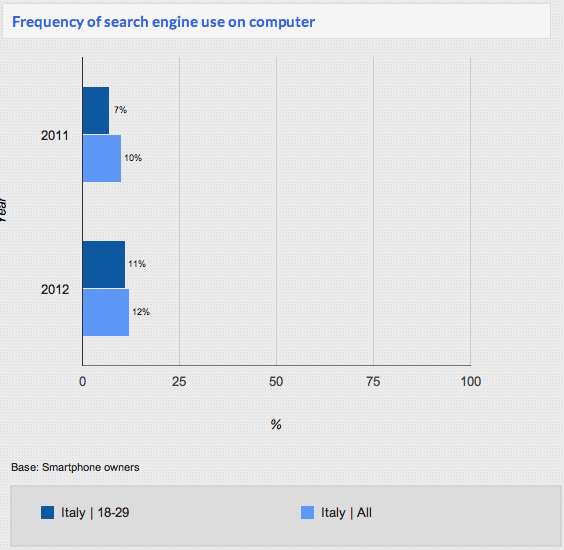 Frequency of search engine use on computer
7%
2011
10%
Year
11%
2012
12%
0 25 50 75 100
%
Base: Smartphone owners
Italy | 18-29 Italy | All